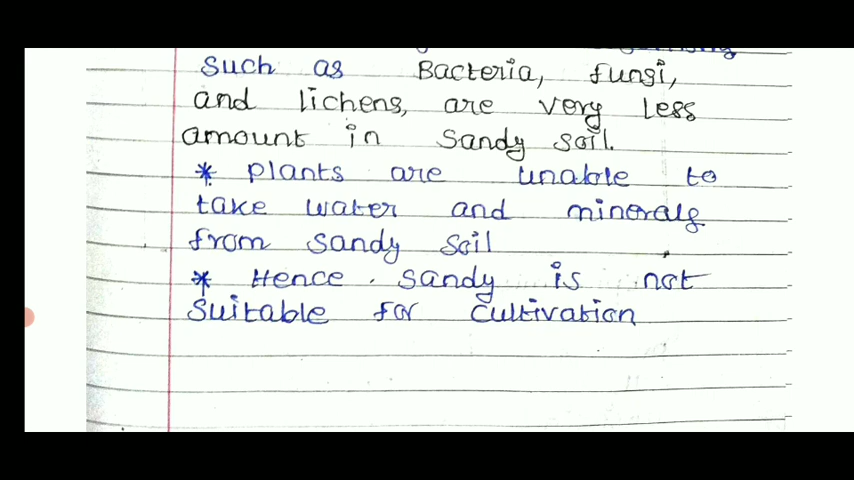 such as Bacteria, fungi,
and lichens, are very less
amount in sandy soil.
* plants are unable to
take water and minerals
from sandy soil
* Hence sandy is not
suitable for cultivation